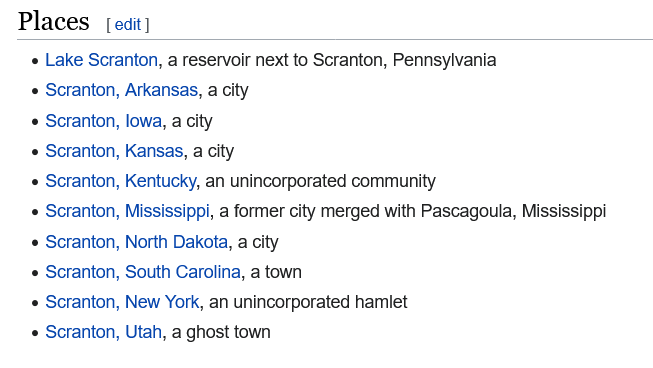 Places [ edit ]
• Lake Scranton, a reservoir next to Scranton, Pennsylvania
• Scranton, Arkansas, a city
• Scranton, Iowa, a city
• Scranton, Kansas, a city
• Scranton, Kentucky, an unincorporated community
• Scranton, Mississippi, a former city merged with Pascagoula, Mississippi
• Scranton, North Dakota, a city
• Scranton, South Carolina, a town
• Scranton, New York, an unincorporated hamlet
• Scranton, Utah, a ghost town